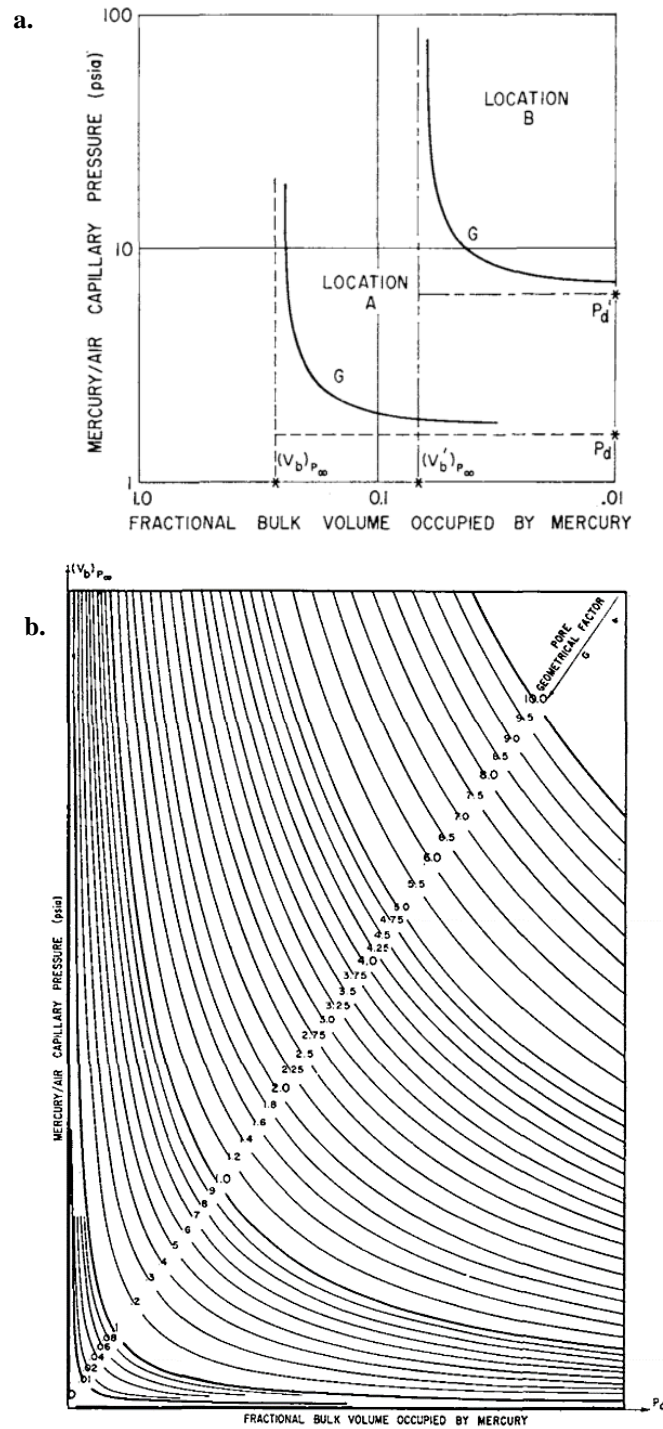 a.
MERCURY/AIR CAPILLARY PRESSURE (psia)
100
10
1
LOCATION
B
G
Pd'
LOCATION
A
G
Pd
(Vb)P∞
(Vb')P∞
1.0
0.1
.01
FRACTIONAL BULK VOLUME OCCUPIED BY MERCURY
b.
(Vb)P∞
MERCURY/AIR CAPILLARY PRESSURE (psia)
PORE
GEOMETRICAL FACTOR
G
10.0
9.5
9.0
8.5
8.0
7.5
7.0
6.5
6.0
5.5
5.0
4.75
4.5
4.25
4.0
3.75
3.5
3.25
3.0
2.75
2.5
2.25
2.0
1.8
1.6
1.4
1.2
1.0
.9
.8
.7
.6
.5
.4
.3
.2
.1
.08
.06
.04
.02
.01
0
Pd
FRACTIONAL BULK VOLUME OCCUPIED BY MERCURY